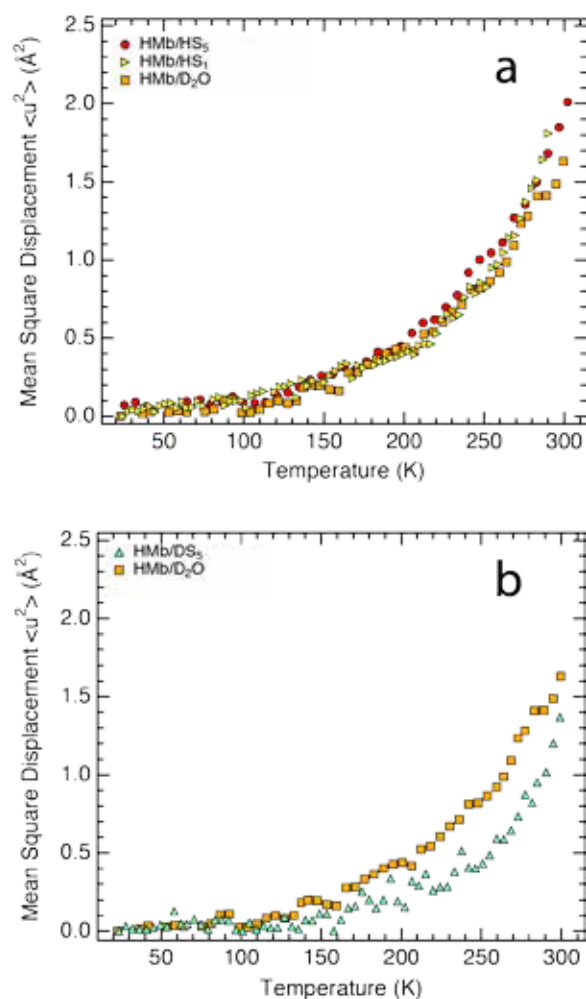 2.5
2.0
1.5
1.0
0.5
0.0
Mean Square Displacement <u²> (Å²)
HMb/HS₅
HMb/HS₁
HMb/D₂O
a
50 100 150 200 250 300
Temperature (K)
2.5
2.0
1.5
1.0
0.5
0.0
Mean Square Displacement <u²> (Å²)
HMb/DS₅
HMb/D₂O
b
50 100 150 200 250 300
Temperature (K)